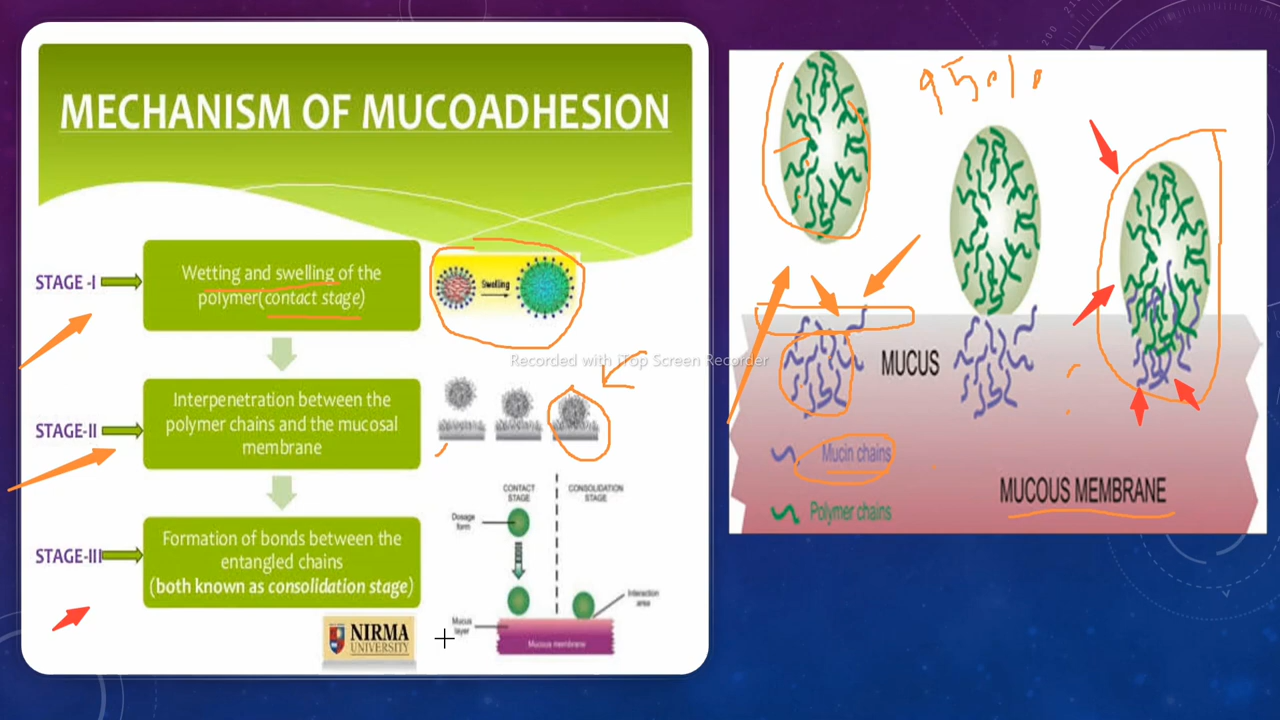 MECHANISM OF MUCOADHESION
STAGE -I
Wetting and swelling of the
polymer(contact stage)
Swelling
STAGE-II
Interpenetration between the
polymer chains and the mucosal
membrane
STAGE-III
Formation of bonds between the
entangled chains
(both known as consolidation stage)
NIRMA
UNIVERSITY
CONTACT
STAGE
CONSOLIDATION
STAGE
Dosage
form
Interaction
area
Mucus
layer
Mucous membrane
Recorded with iTop Screen Recorder
95%
MUCUS
Mucin chains
Polymer chains
MUCOUS MEMBRANE
200